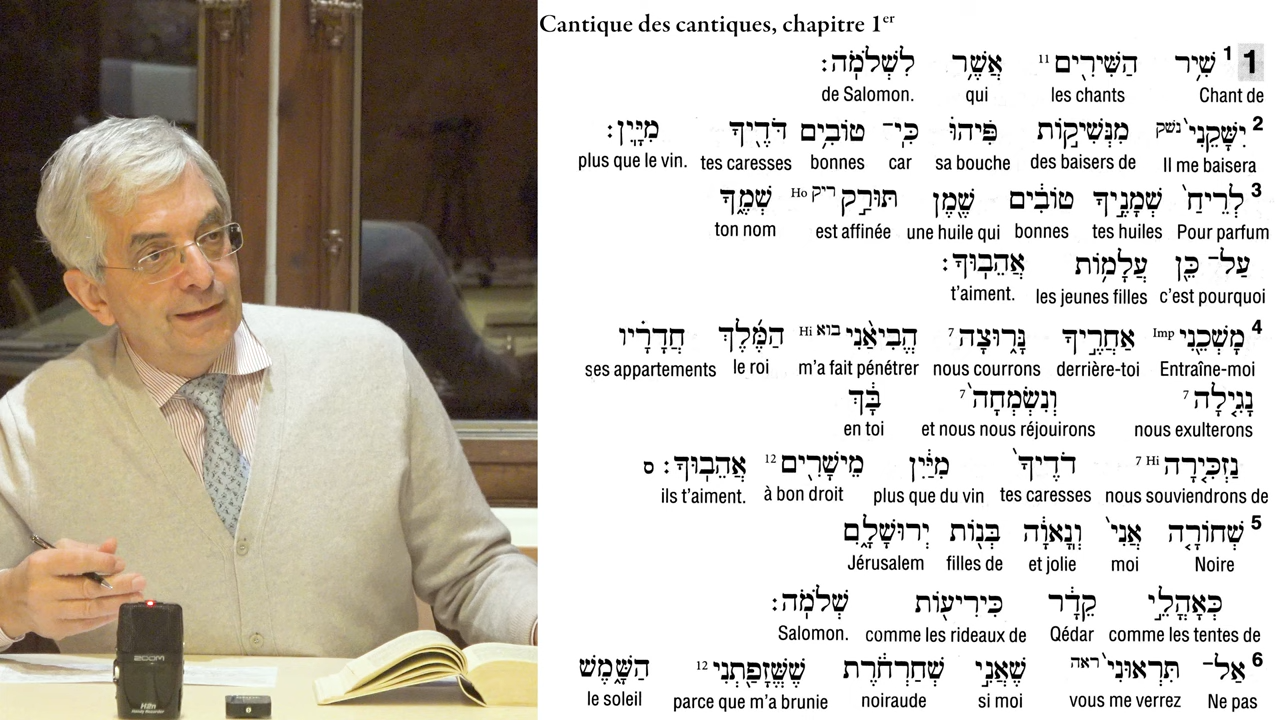 Cantique des cantiques, chapitre 1er
1 1 שִׁ֥יר הַשִּׁירִ֖ים 11 אֲשֶׁ֥ר לִשְׁלֹמֹֽה׃
Chant de les chants qui de Salomon.
2 יִשָּׁקֵ֙נִי֙ נשק מִנְּשִׁיק֣וֹת פִּ֔יהוּ כִּֽי־ טוֹבִ֥ים דֹּדֶ֖יךָ מִיָּֽיִן׃
Il me baisera des baisers de sa bouche car bonnes tes caresses plus que le vin.
3 לְרֵ֙יחַ֙ שְׁמָנֶ֣יךָ טוֹבִ֔ים שֶׁ֖מֶן תּוּרַ֣ק ריק Ho שְׁמֶ֑ךָ
Pour parfum tes huiles bonnes une huile qui est affinée ton nom
עַל־ כֵּ֖ן עֲלָמ֥וֹת אֲהֵבֽוּךָ׃
c'est pourquoi les jeunes filles t'aiment.
4 מָשְׁכֵ֖נִי Imp אַחֲרֶ֣יךָ נָּר֑וּצָה 7 הֱבִיאַ֨נִי בוא Hi הַמֶּ֜לֶךְ חֲדָרָ֗יו
Entraîne-moi derrière-toi nous courrons m'a fait pénétrer le roi ses appartements
נָגִ֤ילָה 7 וְנִשְׂמְחָה֙ 7 בָּ֔ךְ
nous exulterons et nous nous réjouirons en toi
נַזְכִּ֤ירָה 7 Hi דֹדֶ֙יךָ֙ מִיַּ֔יִן מֵישָׁרִ֖ים 12 אֲהֵבֽוּךָ׃ ס
nous souviendrons de tes caresses plus que du vin à bon droit ils t'aiment.
5 שְׁחוֹרָ֤ה אֲנִי֙ וְֽנָאוָ֔ה בְּנ֖וֹת יְרוּשָׁלִָ֑ם
Noire moi et jolie filles de Jérusalem
כְּאָהֳלֵ֣י קֵדָ֔ר כִּירִיע֖וֹת שְׁלֹמֹֽה׃
comme les tentes de Qédar comme les rideaux de Salomon.
6 אַל־ תִּרְא֙וּנִי֙ ראה שֶׁאֲנִ֣י שְׁחַרְחֹ֔רֶת שֶׁשֱּׁזָפַ֖תְנִי 12 הַשָּׁ֑מֶשׁ
Ne pas vous me verrez si moi noiraude parce que m'a brunie le soleil
ZOOM
H2n
Handy Recorder